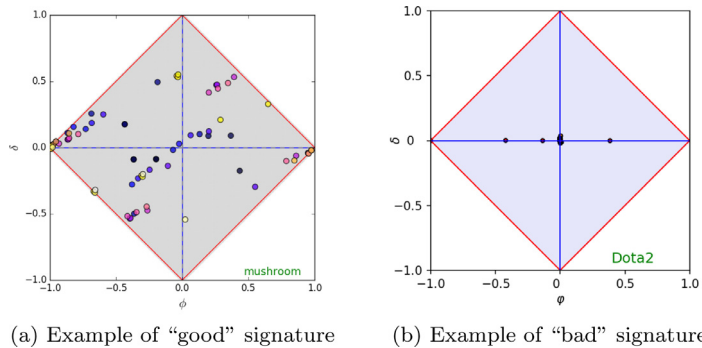 1.0
0.5
0.0
−0.5
−1.0
δ
−1.0 −0.5 0.0 0.5 1.0
φ
mushroom
(a) Example of “good” signature
1.0
0.5
0.0
−0.5
−1.0
δ
−1.0 −0.5 0.0 0.5 1.0
φ
Dota2
(b) Example of “bad” signature